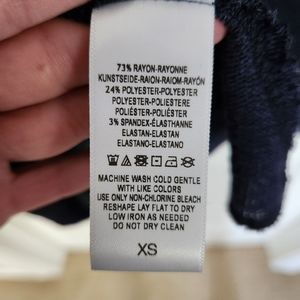 73% RAYON-RAYONNE
KUNSTSEIDE-RAION-RAIOM-RAYÓN
24% POLYESTER-POLYESTER
POLYESTER-POLIESTERE
POLIÉSTER-POLIÉSTER
3% SPANDEX-ÉLASTHANNE
ELASTAN-ELASTAN
ELASTANO-ELASTANO
MACHINE WASH COLD GENTLE
WITH LIKE COLORS
USE ONLY NON-CHLORINE BLEACH
RESHAPE LAY FLAT TO DRY
LOW IRON AS NEEDED
DO NOT DRY CLEAN
XS